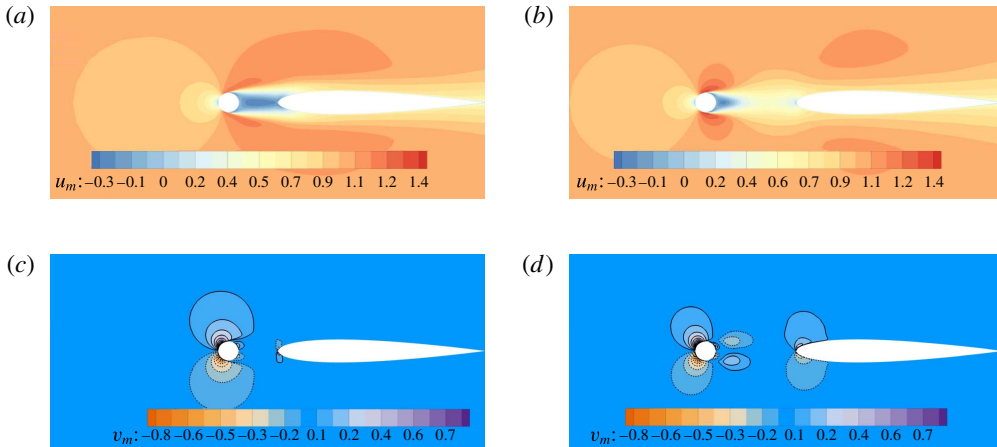 (a) (b)
u_m: −0.3 −0.1 0 0.2 0.4 0.5 0.7 0.9 1.1 1.2 1.4
u_m: −0.3 −0.1 0 0.2 0.4 0.5 0.7 0.9 1.1 1.2 1.4
(c) (d)
v_m: −0.8 −0.6 −0.5 −0.3 −0.2 0.1 0.2 0.4 0.6 0.7
v_m: −0.8 −0.6 −0.5 −0.3 −0.2 0.1 0.2 0.4 0.6 0.7